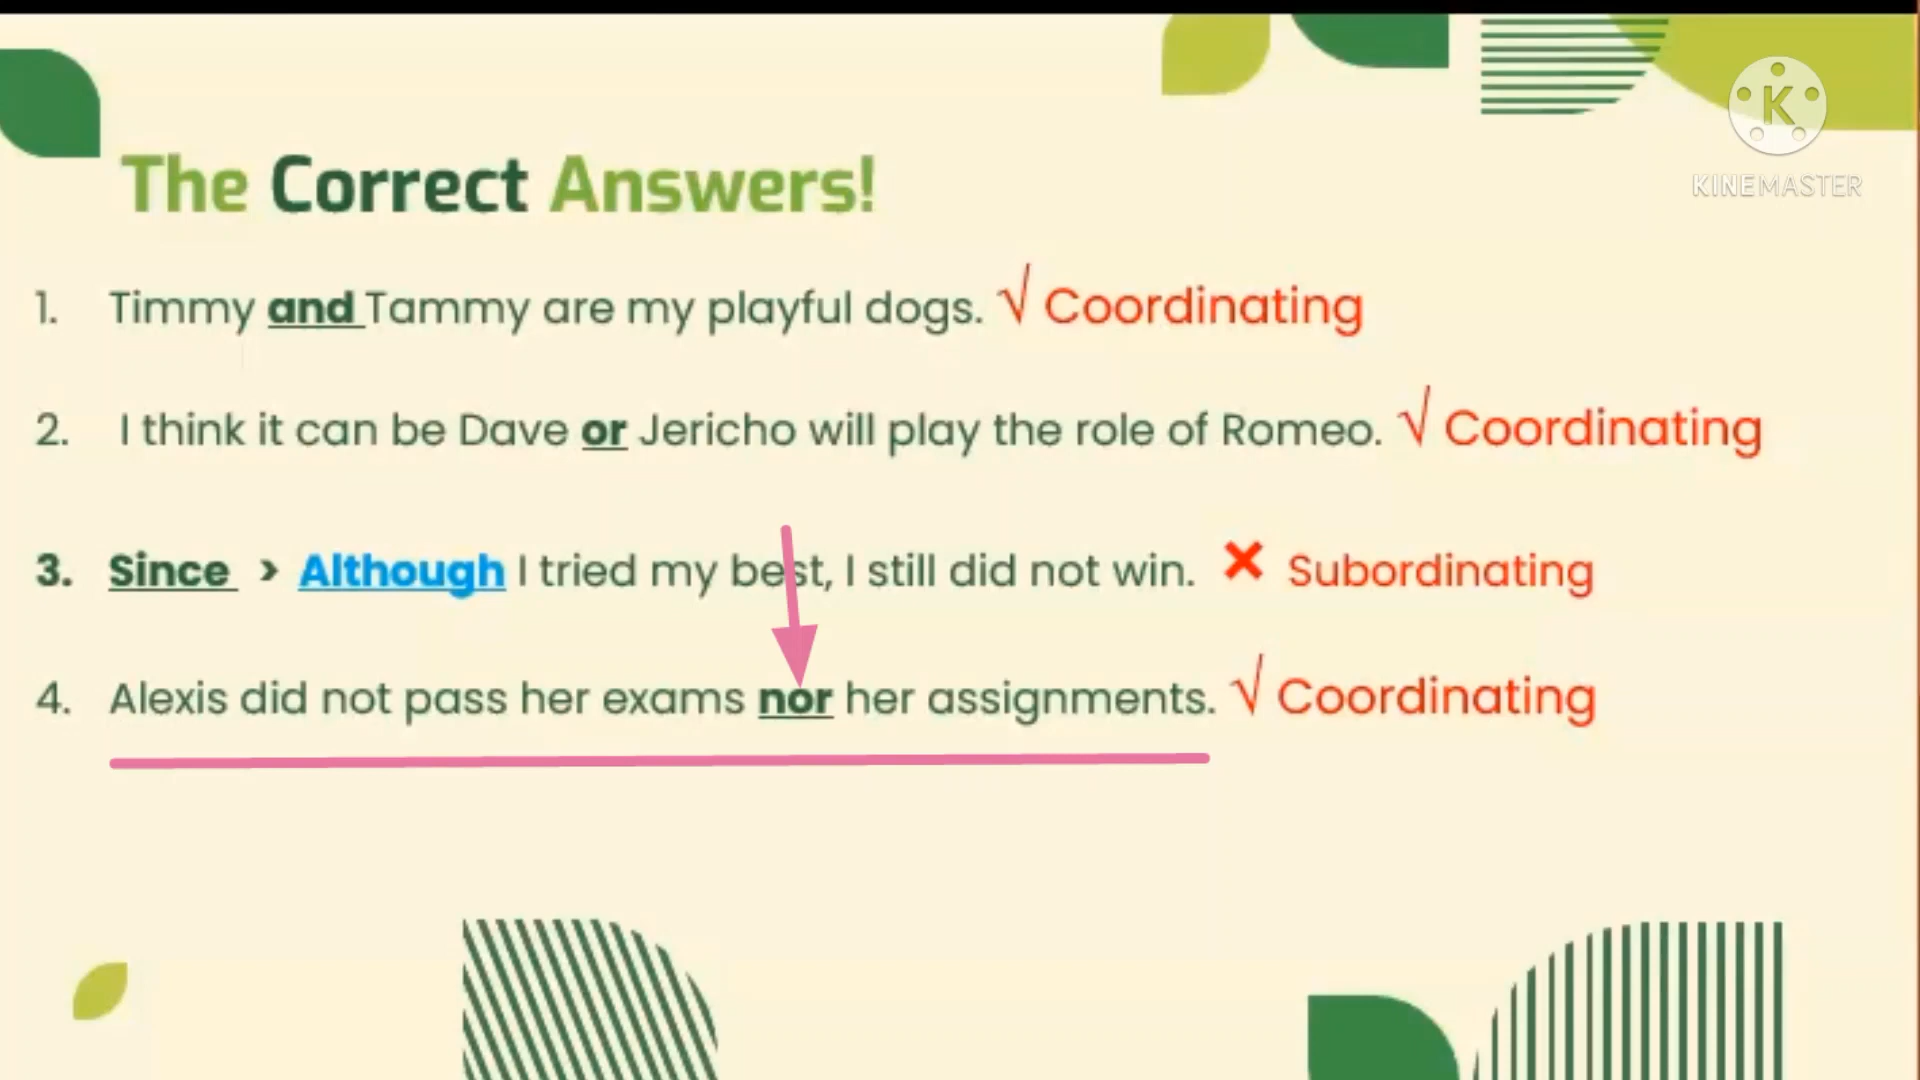 K
KINEMASTER
The Correct Answers!
1. Timmy and Tammy are my playful dogs. √ Coordinating
2. I think it can be Dave or Jericho will play the role of Romeo. √ Coordinating
3. Since > Although I tried my best, I still did not win. ❌ Subordinating
4. Alexis did not pass her exams nor her assignments. √ Coordinating